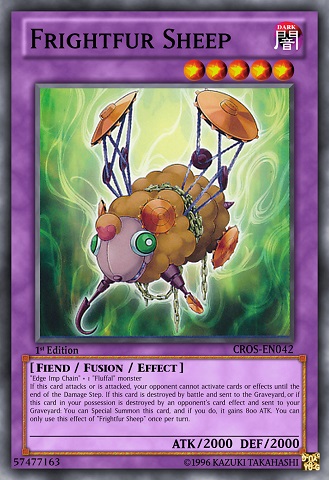 FRIGHTFUR SHEEP
DARK
闇
1st Edition
CROS-EN042
[ FIEND / FUSION / EFFECT ]
"Edge Imp Chain" + 1 "Fluffal" monster
If this card attacks or is attacked, your opponent cannot activate cards or effects until the
end of the Damage Step. If this card is destroyed by battle and sent to the Graveyard, or if
this card in your possession is destroyed by an opponent's card effect and sent to your
Graveyard: You can Special Summon this card, and if you do, it gains 800 ATK. You can
only use this effect of "Frightfur Sheep" once per turn.
ATK/2000 DEF/2000
57477163
©1996 KAZUKI TAKAHASHI